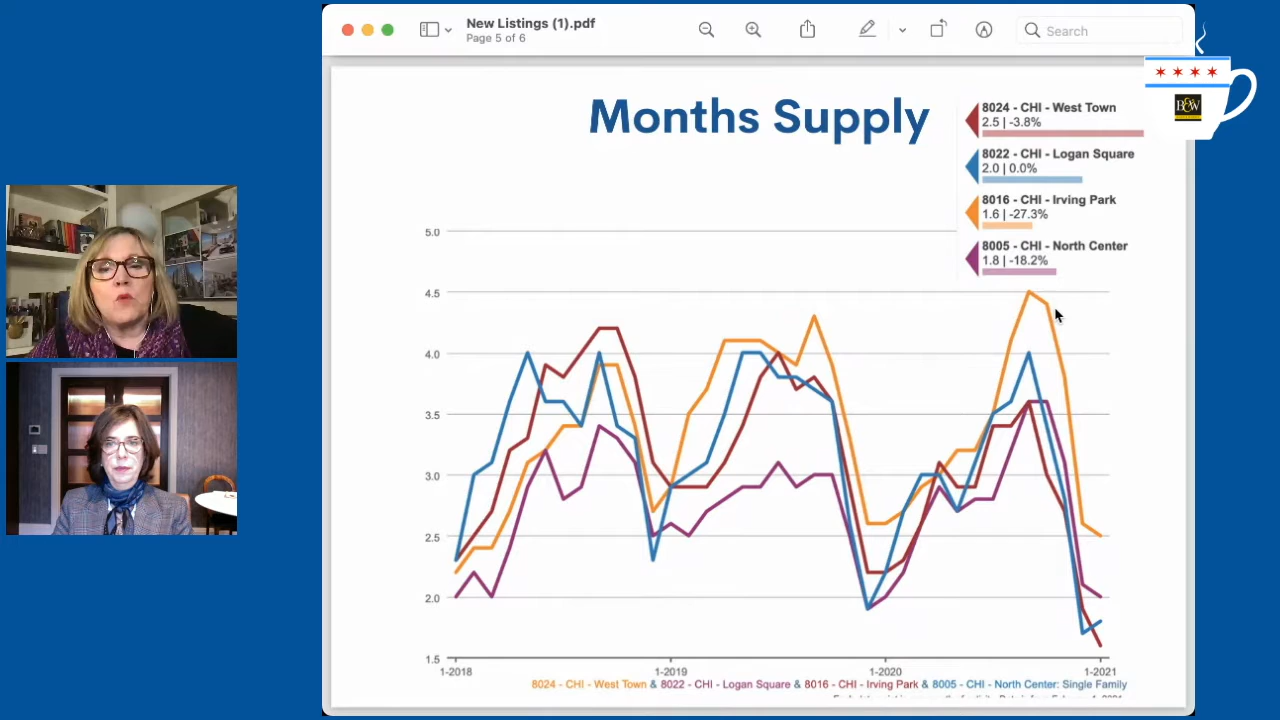 New Listings (1).pdf
Page 5 of 6
Search
Months Supply
8024 - CHI - West Town
2.5 | -3.8%
8022 - CHI - Logan Square
2.0 | 0.0%
8016 - CHI - Irving Park
1.6 | -27.3%
8005 - CHI - North Center
1.8 | -18.2%
B&W
5.0
4.5
4.0
3.5
3.0
2.5
2.0
1.5
1-2018
1-2019
1-2020
1-2021
8024 - CHI - West Town & 8022 - CHI - Logan Square & 8016 - CHI - Irving Park & 8005 - CHI - North Center: Single Family